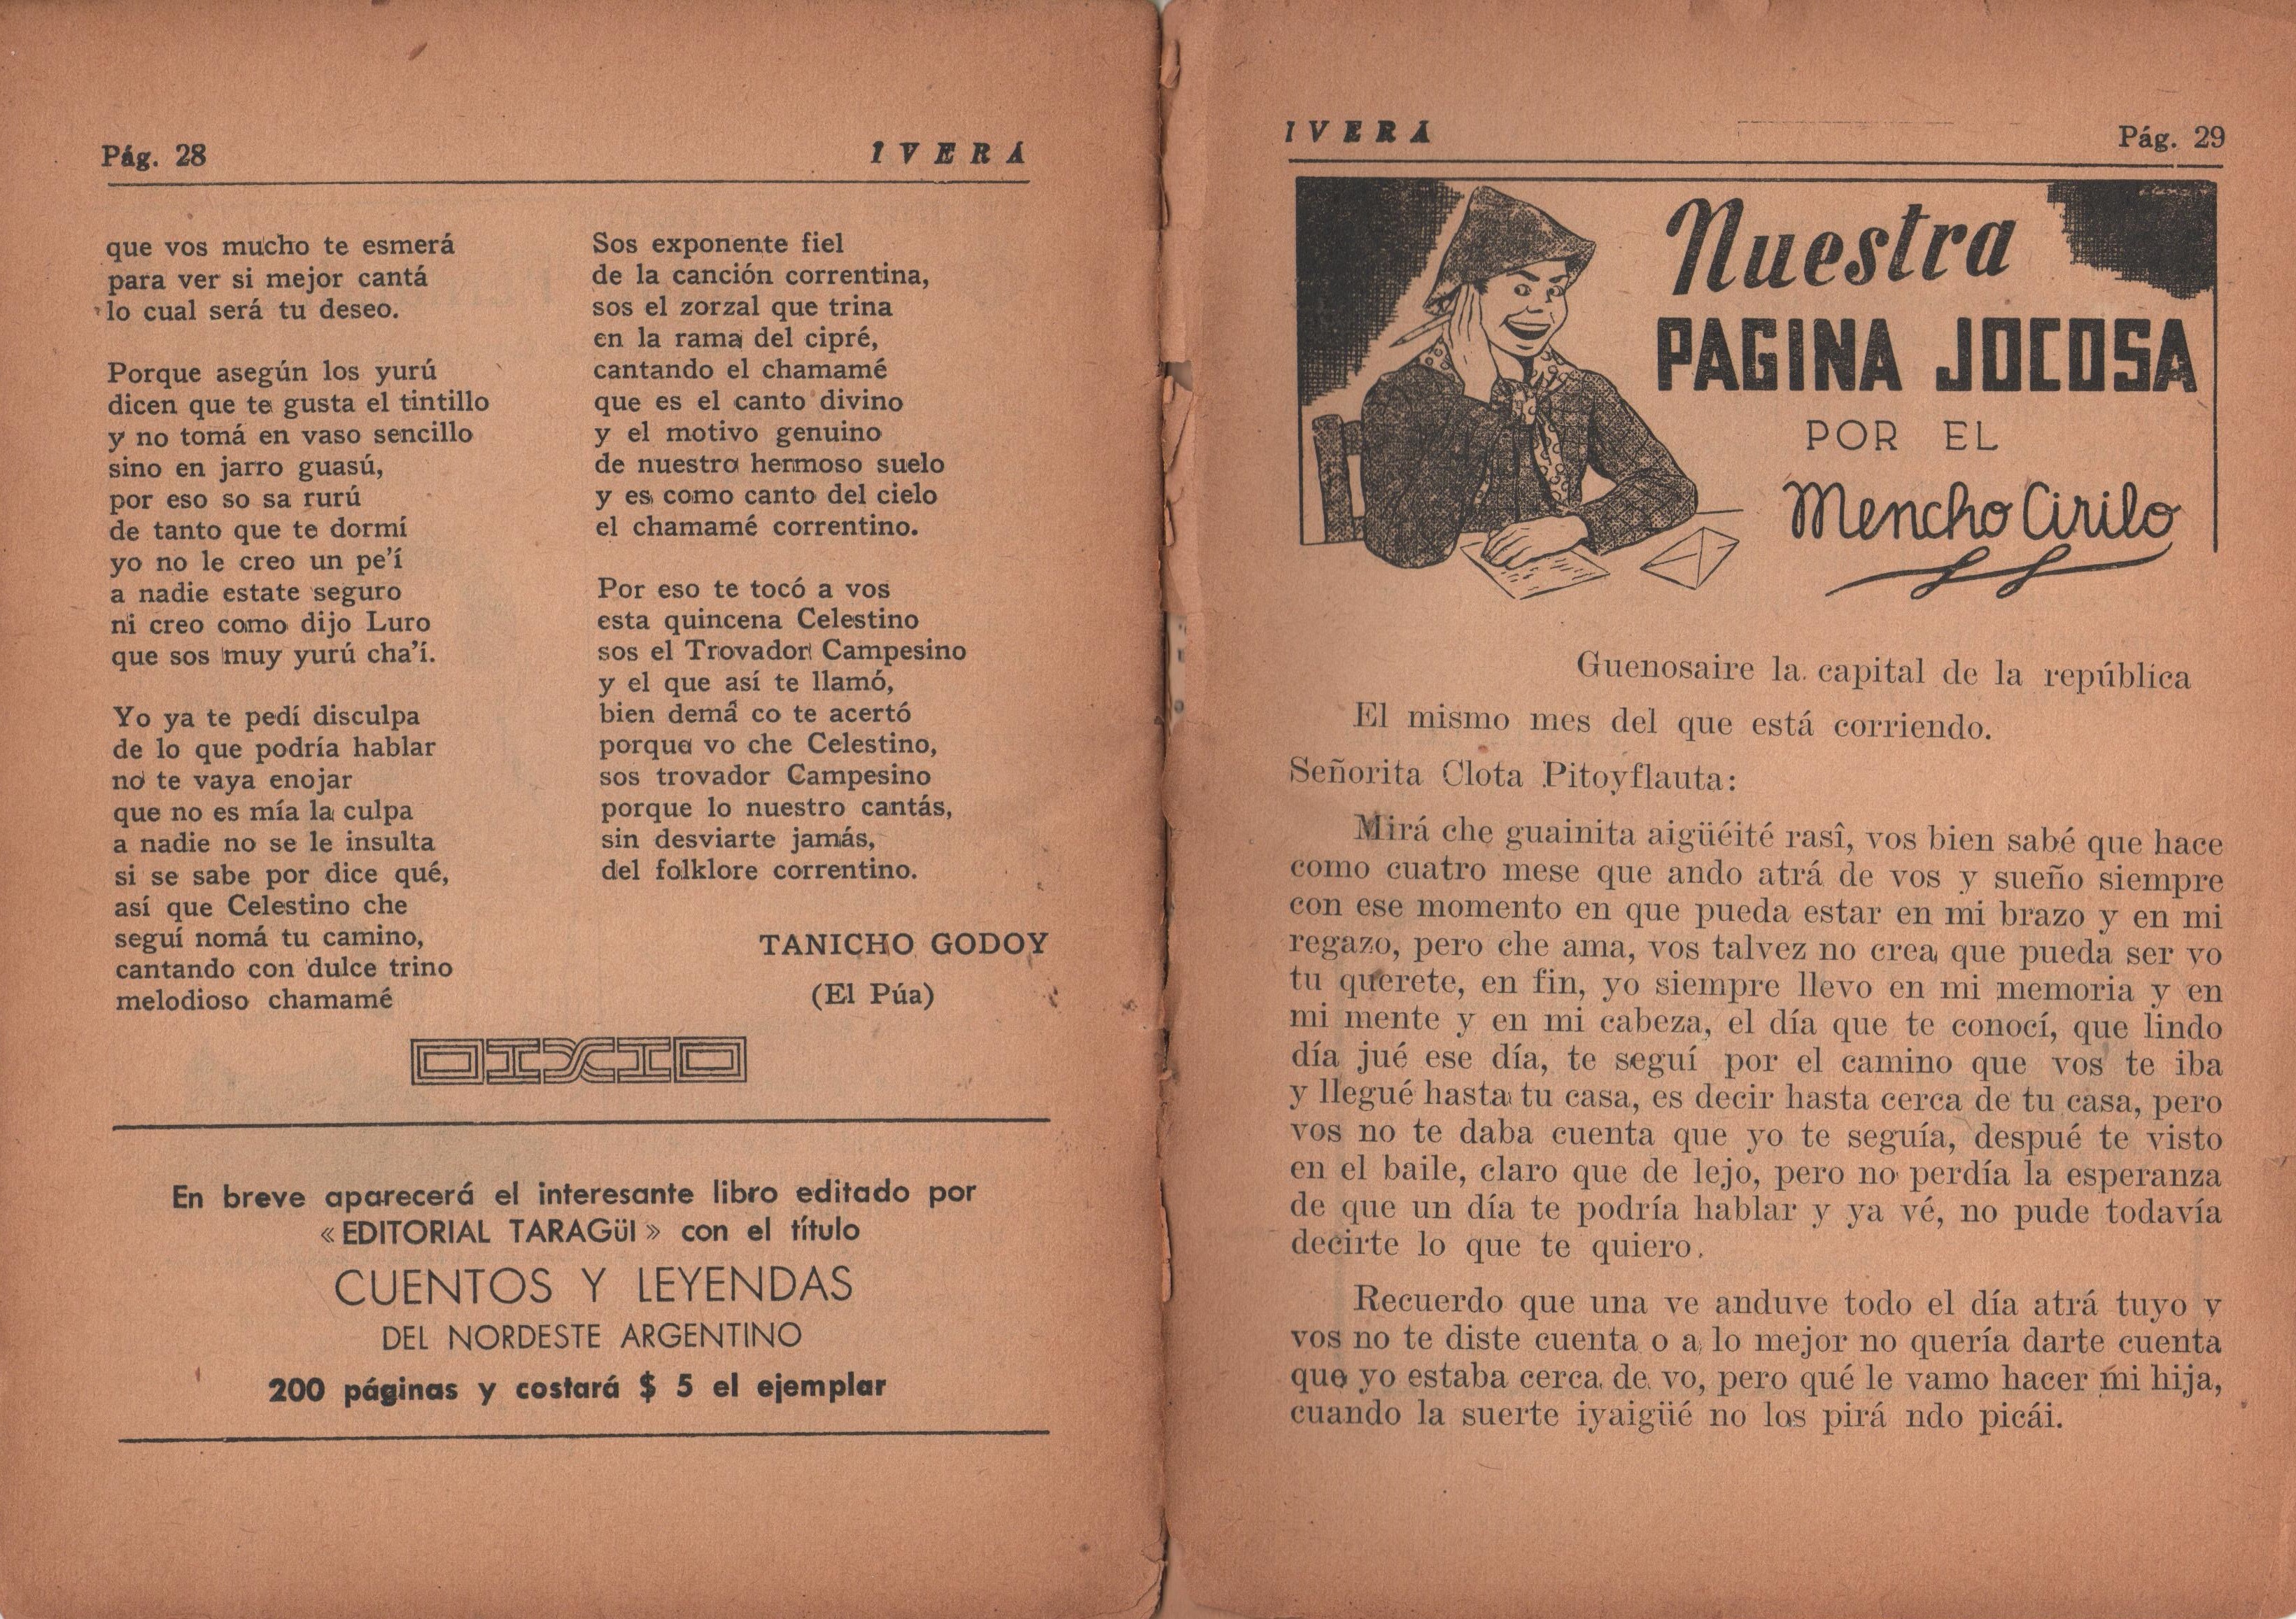 Pág. 28
IVERÁ
que vos mucho te esmerá
para ver si mejor cantá
lo cual será tu deseo.
Porque asegún los yurú
dicen que te gusta el tintillo
y no tomá en vaso sencillo
sino en jarro guasú,
por eso so sa rurú
de tanto que te dormí
yo no le creo un pe'í
a nadie estate seguro
ni creo como dijo Luro
que sos muy yurú cha'í.
Yo ya te pedí disculpa
de lo que podría hablar
no te vaya enojar
que no es mía la culpa
a nadie no se le insulta
si se sabe por dice qué,
así que Celestino che
seguí nomá tu camino,
cantando con dulce trino
melodioso chamamé
Sos exponente fiel
de la canción correntina,
sos el zorzal que trina
en la rama del cipré,
cantando el chamamé
que es el canto divino
y el motivo genuino
de nuestro hermoso suelo
y es como canto del cielo
el chamamé correntino.
Por eso te tocó a vos
esta quincena Celestino
sos el Trovador Campesino
y el que así te llamó,
bien demá co te acertó
porque vo che Celestino,
sos trovador Campesino
porque lo nuestro cantás,
sin desviarte jamás,
del folklore correntino.
TANICHO GODOY
(El Púa)
En breve aparecerá el interesante libro editado por
«EDITORIAL TARAGüI» con el título
CUENTOS Y LEYENDAS
DEL NORDESTE ARGENTINO
200 páginas y costará $ 5 el ejemplar
IVERÁ
Pág. 29
Nuestra
PAGINA JOCOSA
POR EL
Mencho Cirilo
Guenosaire la capital de la república
El mismo mes del que está corriendo.
Señorita Clota Pitoyflauta:
Mirá che guainita aigüéité rasî, vos bien sabé que hace
como cuatro mese que ando atrá de vos y sueño siempre
con ese momento en que pueda estar en mi brazo y en mi
regazo, pero che ama, vos talvez no crea que pueda ser yo
tu querete, en fin, yo siempre llevo en mi memoria y en
mi mente y en mi cabeza, el día que te conocí, que lindo
día jué ese día, te seguí por el camino que vos te iba
y llegué hasta tu casa, es decir hasta cerca de tu casa, pero
vos no te daba cuenta que yo te seguía, despué te visto
en el baile, claro que de lejo, pero no perdía la esperanza
de que un día te podría hablar y ya vé, no pude todavía
decirte lo que te quiero.
Recuerdo que una ve anduve todo el día atrá tuyo y
vos no te diste cuenta o a lo mejor no quería darte cuenta
que yo estaba cerca de vo, pero qué le vamo hacer mi hija,
cuando la suerte iyaigüé no los pirá ndo picái.